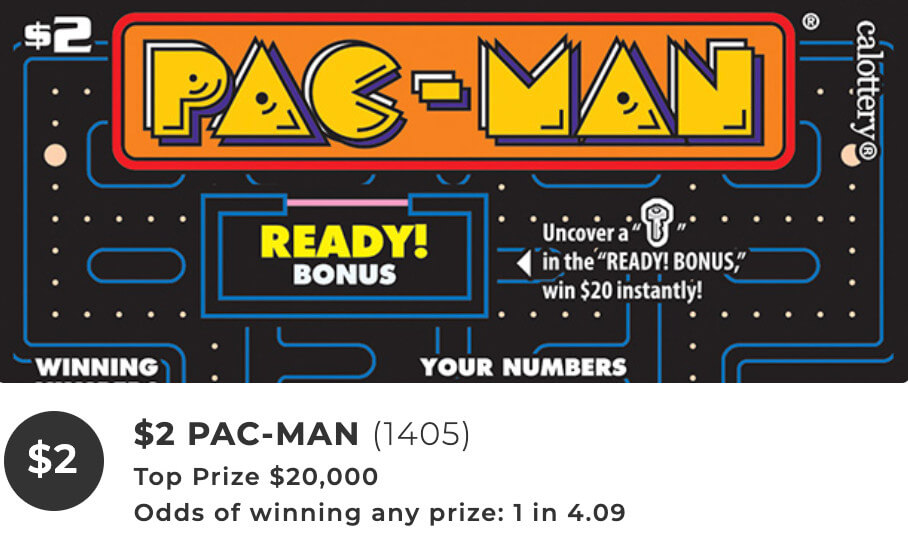 $2
PAC-MAN®
calottery®
READY!
BONUS
Uncover a " "
in the "READY! BONUS,"
win $20 instantly!
WINNING
YOUR NUMBERS
$2
$2 PAC-MAN (1405)
Top Prize $20,000
Odds of winning any prize: 1 in 4.09